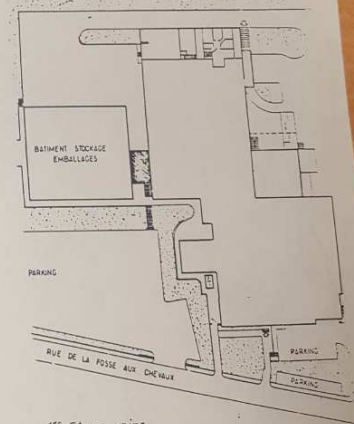 BATIMENT STOCKAGE
EMBALLAGES
PARKING
RUE DE LA FOSSE AUX CHEVAUX
PARKING
PARKING